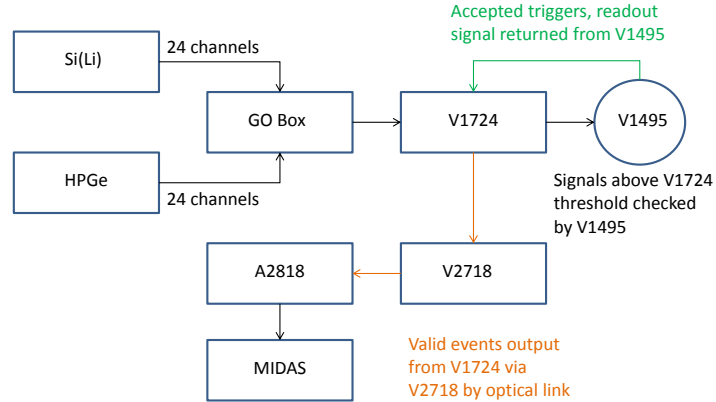 Accepted triggers, readout
signal returned from V1495
24 channels
Si(Li)
GO Box
V1724
V1495
HPGe
24 channels
Signals above V1724
threshold checked
by V1495
A2818
V2718
Valid events output
from V1724 via
V2718 by optical link
MIDAS